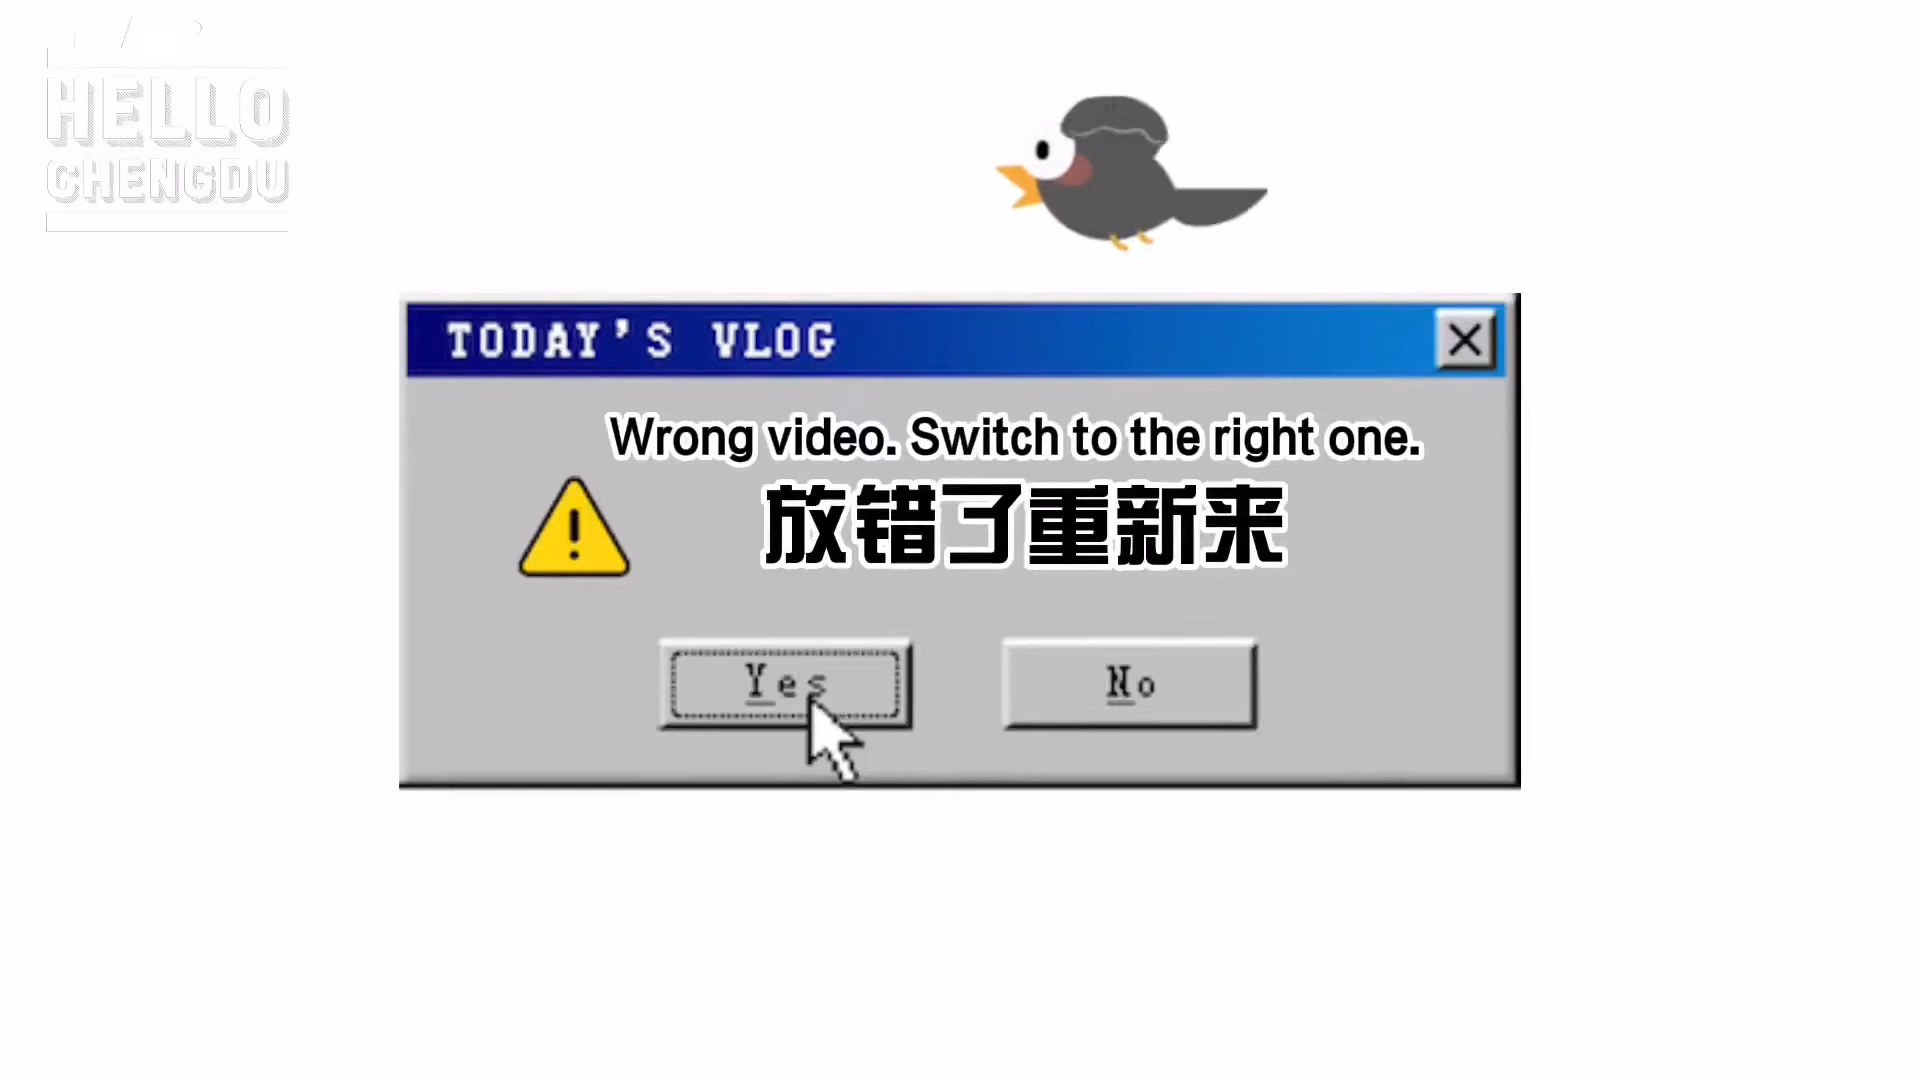 HELLO
CHENGDU
TODAY'S VLOG
Wrong video. Switch to the right one.
放错了重新来
Yes
No